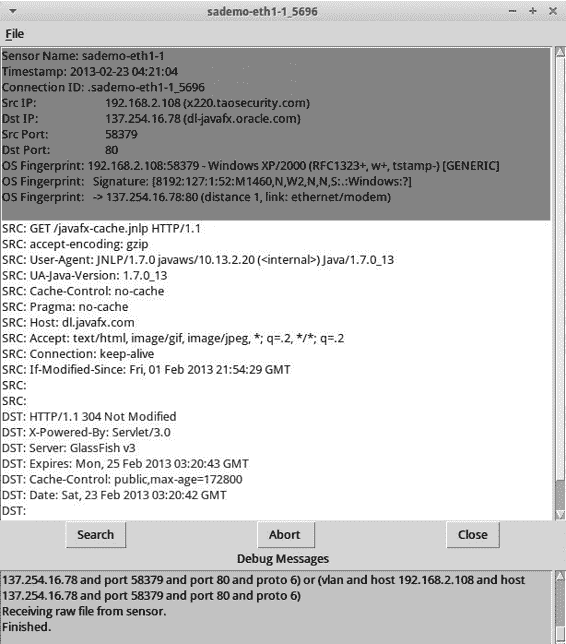 sademo-eth1-1_5696
File
Sensor Name: sademo-eth1-1
Timestamp: 2013-02-23 04:21:04
Connection ID: .sademo-eth1-1_5696
Src IP: 192.168.2.108 (x220.taosecurity.com)
Dst IP: 137.254.16.78 (dl-javafx.oracle.com)
Src Port: 58379
Dst Port: 80
OS Fingerprint: 192.168.2.108:58379 - Windows XP/2000 (RFC1323+, w+, tstamp-) [GENERIC]
OS Fingerprint: Signature: [8192:127:1:52:M1460,N,W2,N,N,S:.:Windows:?]
OS Fingerprint: -> 137.254.16.78:80 (distance 1, link: ethernet/modem)
SRC: GET /javafx-cache.jnlp HTTP/1.1
SRC: accept-encoding: gzip
SRC: User-Agent: JNLP/1.7.0 javaws/10.13.2.20 (<internal>) Java/1.7.0_13
SRC: UA-Java-Version: 1.7.0_13
SRC: Cache-Control: no-cache
SRC: Pragma: no-cache
SRC: Host: dl.javafx.com
SRC: Accept: text/html, image/gif, image/jpeg, *; q=.2, */*; q=.2
SRC: Connection: keep-alive
SRC: If-Modified-Since: Fri, 01 Feb 2013 21:54:29 GMT
SRC:
SRC:
DST: HTTP/1.1 304 Not Modified
DST: X-Powered-By: Servlet/3.0
DST: Server: GlassFish v3
DST: Expires: Mon, 25 Feb 2013 03:20:43 GMT
DST: Cache-Control: public,max-age=172800
DST: Date: Sat, 23 Feb 2013 03:20:42 GMT
DST:
Search Abort Close
Debug Messages
137.254.16.78 and port 58379 and port 80 and proto 6) or (vlan and host 192.168.2.108 and host
137.254.16.78 and port 58379 and port 80 and proto 6)
Receiving raw file from sensor.
Finished.